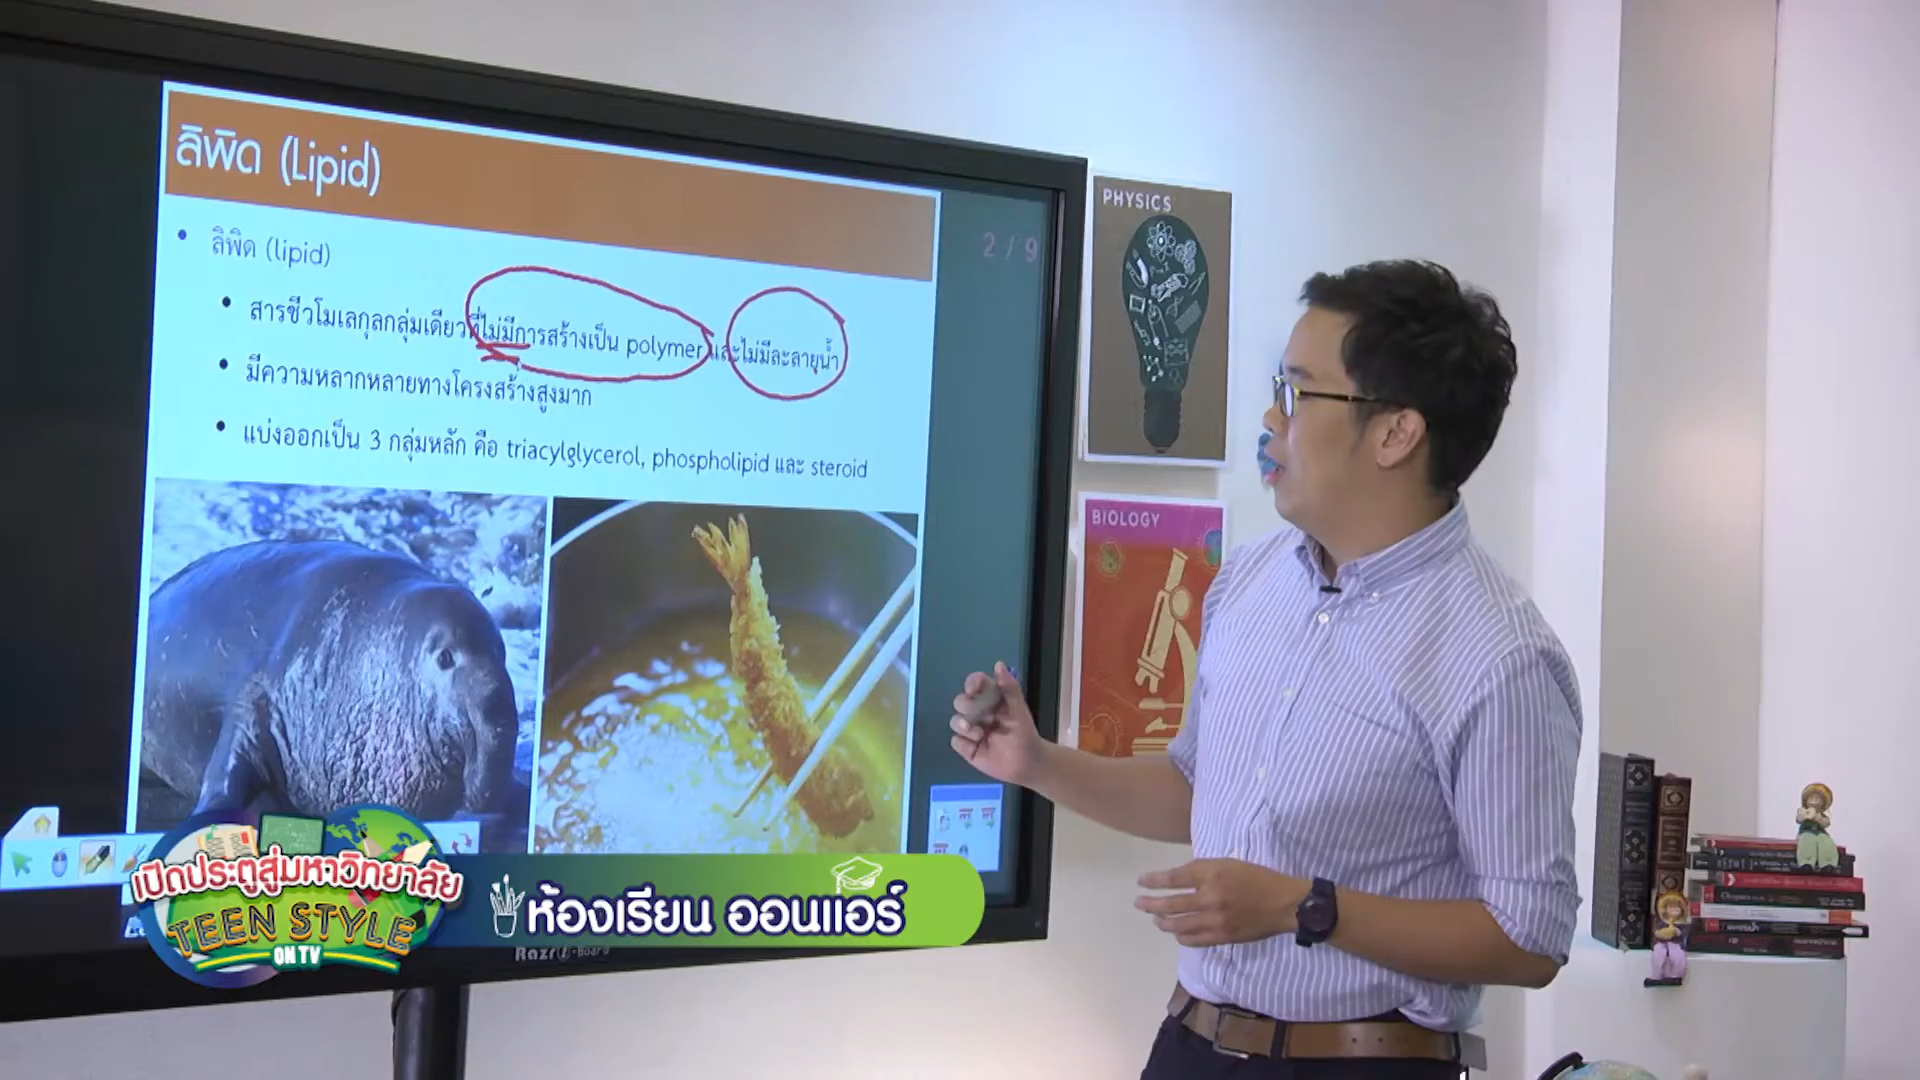 ลิพิด (Lipid)
2 / 9
• ลิพิด (lipid)
• สารชีวโมเลกุลกลุ่มเดียวที่ไม่มีการสร้างเป็น polymer และไม่มีละลายน้ำ
• มีความหลากหลายทางโครงสร้างสูงมาก
• แบ่งออกเป็น 3 กลุ่มหลัก คือ triacylglycerol, phospholipid และ steroid
PHYSICS
BIOLOGY
เปิดประตูสู่มหาวิทยาลัย
TEEN STYLE
ON TV
ห้องเรียน ออนแอร์
Razr i-Board